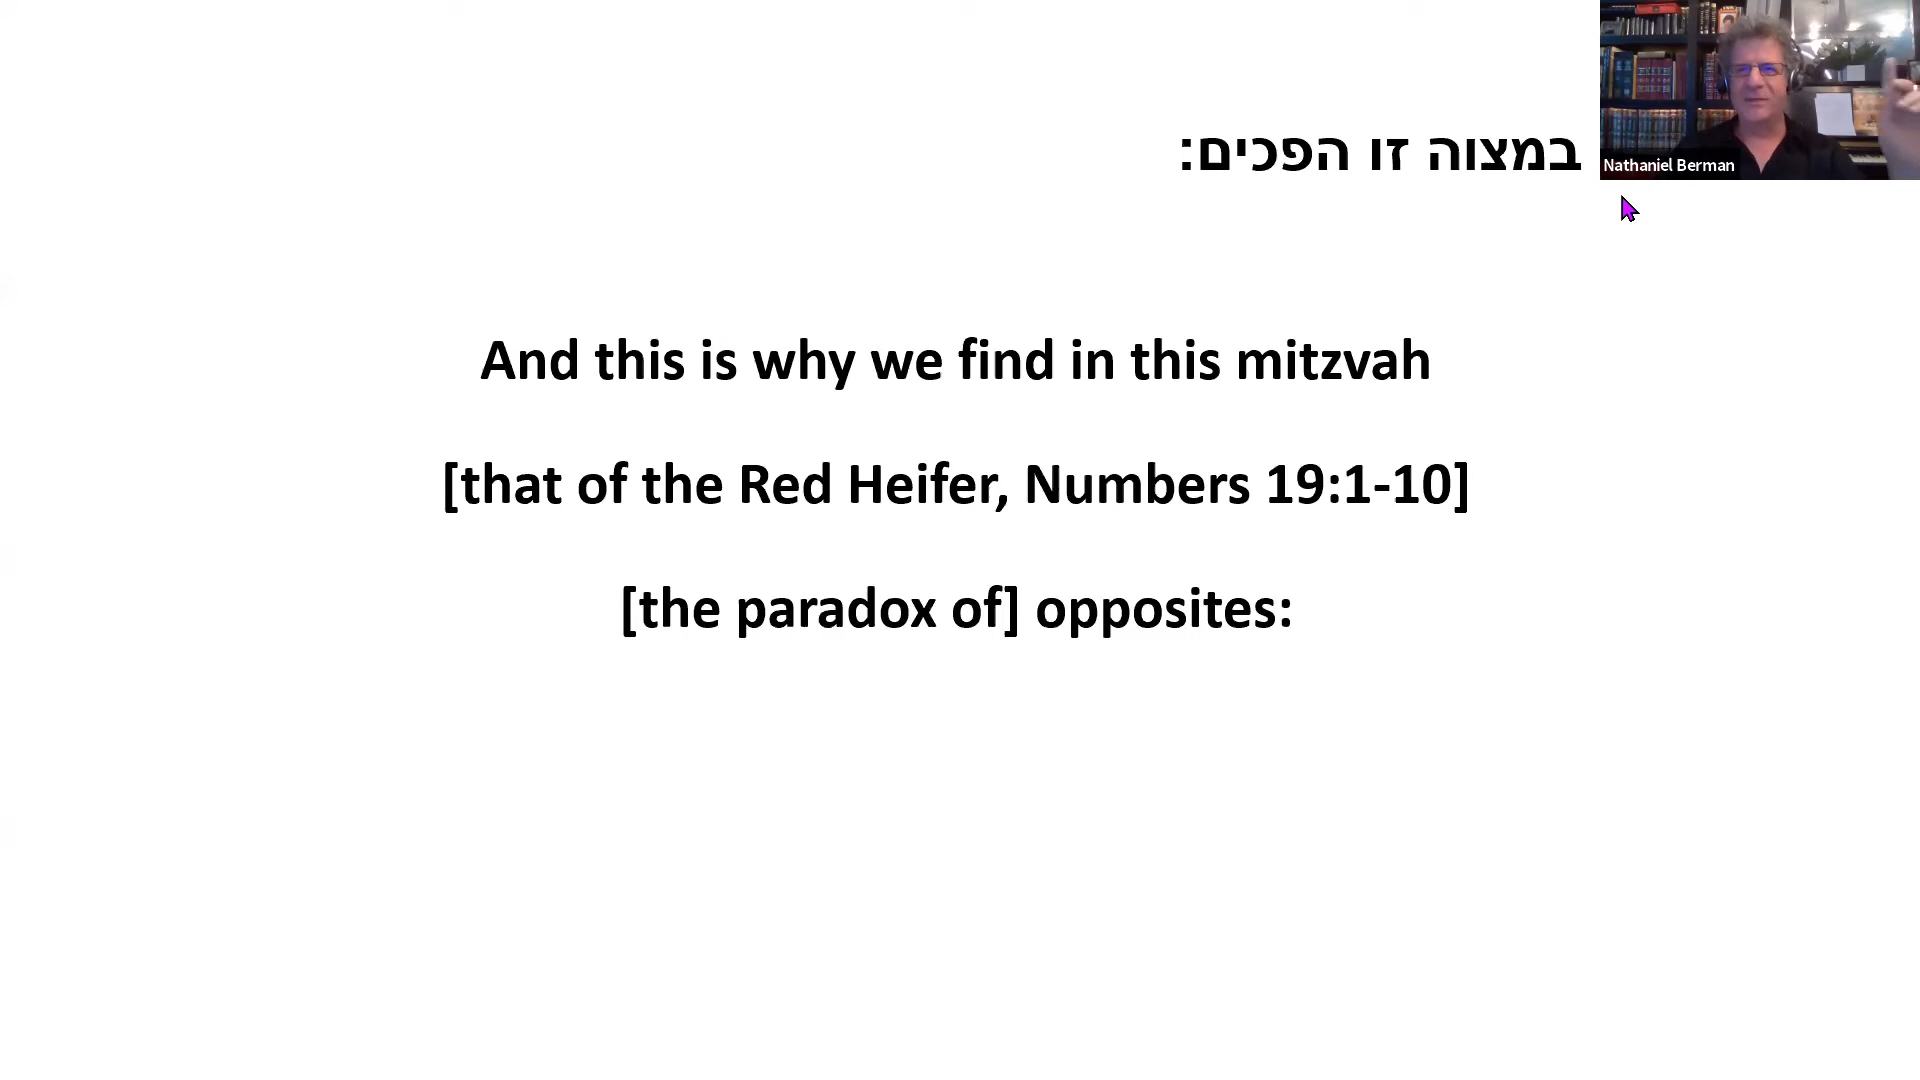 במצוה זו הפכים:
Nathaniel Berman
And this is why we find in this mitzvah
[that of the Red Heifer, Numbers 19:1-10]
[the paradox of] opposites: